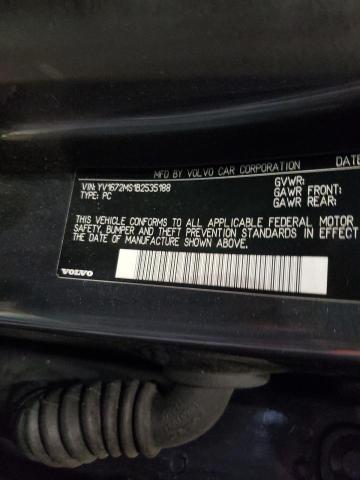 MFD BY VOLVO CAR CORPORATION DATE
VIN: YV1672MS1B2535188
TYPE: PC
GVWR:
GAWR FRONT:
GAWR REAR:
THIS VEHICLE CONFORMS TO ALL APPLICABLE FEDERAL MOTOR
SAFETY, BUMPER AND THEFT PREVENTION STANDARDS IN EFFECT
THE DATE OF MANUFACTURE SHOWN ABOVE.
VOLVO